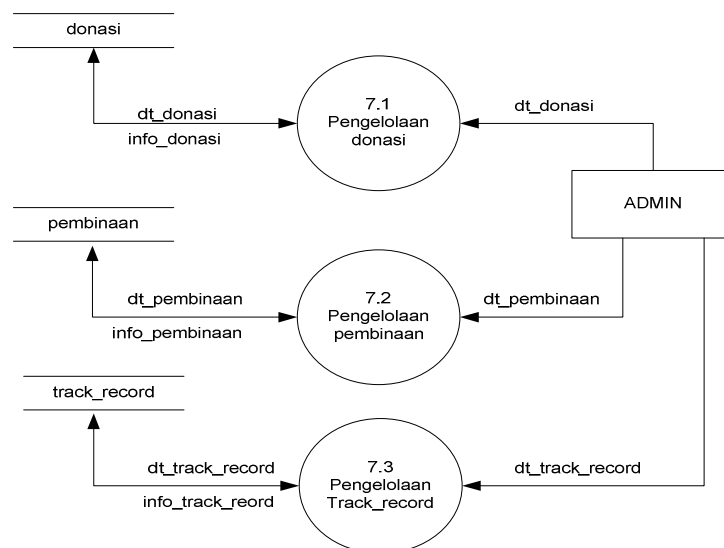 donasi
dt_donasi
info_donasi
7.1
Pengelolaan
donasi
dt_donasi
ADMIN
pembinaan
dt_pembinaan
info_pembinaan
7.2
Pengelolaan
pembinaan
dt_pembinaan
track_record
dt_track_record
info_track_reord
7.3
Pengelolaan
Track_record
dt_track_record